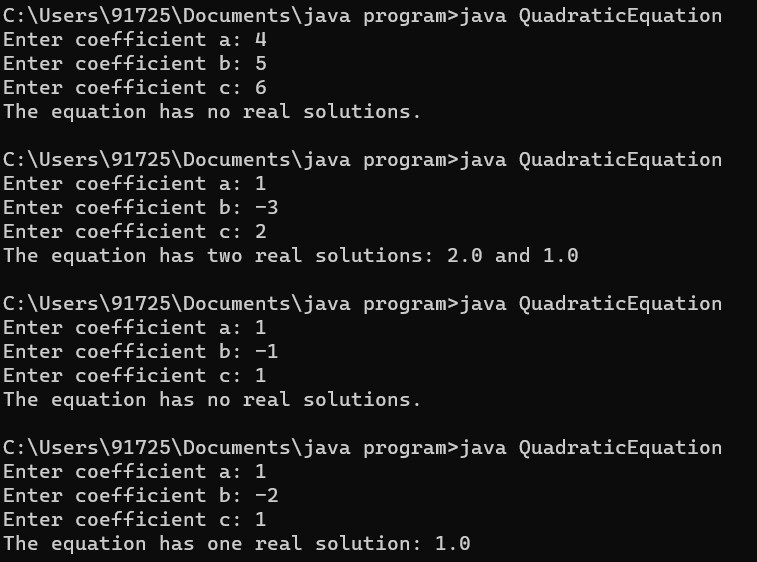 C:\Users\91725\Documents\java program>java QuadraticEquation
Enter coefficient a: 4
Enter coefficient b: 5
Enter coefficient c: 6
The equation has no real solutions.
C:\Users\91725\Documents\java program>java QuadraticEquation
Enter coefficient a: 1
Enter coefficient b: -3
Enter coefficient c: 2
The equation has two real solutions: 2.0 and 1.0
C:\Users\91725\Documents\java program>java QuadraticEquation
Enter coefficient a: 1
Enter coefficient b: -1
Enter coefficient c: 1
The equation has no real solutions.
C:\Users\91725\Documents\java program>java QuadraticEquation
Enter coefficient a: 1
Enter coefficient b: -2
Enter coefficient c: 1
The equation has one real solution: 1.0